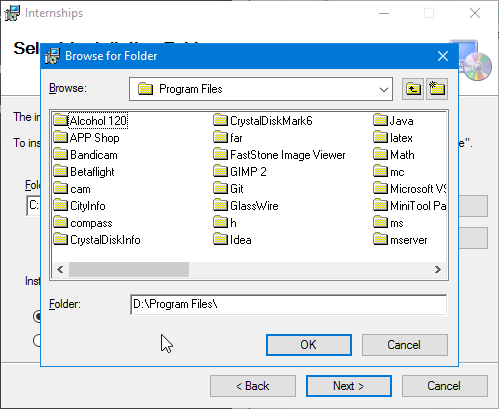 Internships
Browse for Folder
Browse:
Program Files
The in
To ins
e".
Fold
C:
Alcohol 120
APP Shop
Bandicam
Betaflight
cam
CityInfo
compass
CrystalDiskInfo
CrystalDiskMark6
far
FastStone Image Viewer
GIMP 2
Git
GlassWire
h
Idea
Java
latex
Math
mc
Microsoft VS
MiniTool Pa
ms
mserver
Inst
Folder:
D:\Program Files\
OK
Cancel
< Back
Next >
Cancel